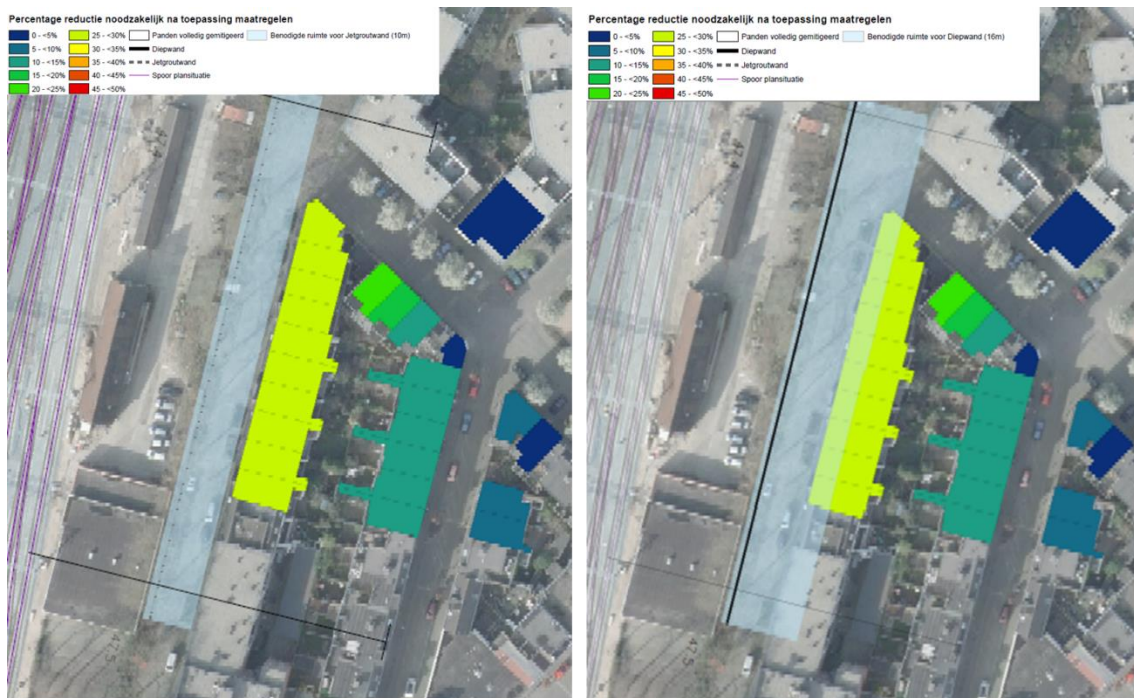 Percentage reductie noodzakelijk na toepassing maatregelen
0 - <5%
5 - <10%
10 - <15%
15 - <20%
20 - <25%
25 - <30%
30 - <35%
35 - <40%
40 - <45%
45 - <50%
Panden volledig gemitigeerd
Diepwand
Jetgroutwand
Spoor plansituatie
Benodigde ruimte voor Jetgroutwand (10m)
47.5
Percentage reductie noodzakelijk na toepassing maatregelen
0 - <5%
5 - <10%
10 - <15%
15 - <20%
20 - <25%
25 - <30%
30 - <35%
35 - <40%
40 - <45%
45 - <50%
Panden volledig gemitigeerd
Diepwand
Jetgroutwand
Spoor plansituatie
Benodigde ruimte voor Diepwand (16m)
47.5